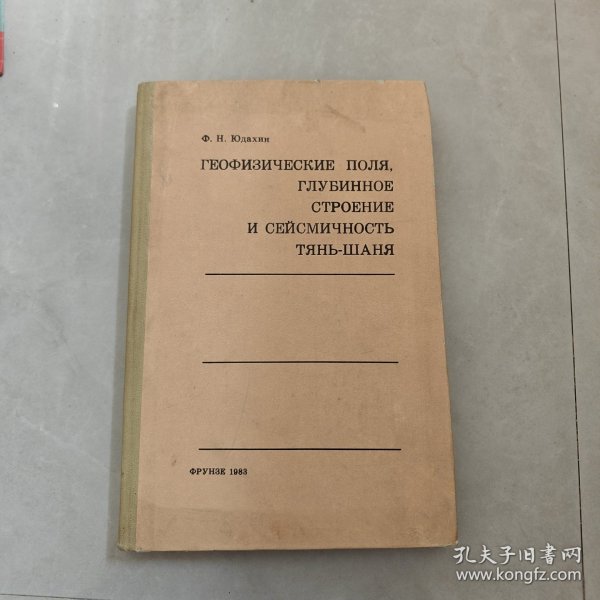 Ф. Н. Юдахин
ГЕОФИЗИЧЕСКИЕ ПОЛЯ,
ГЛУБИННОЕ
СТРОЕНИЕ
И СЕЙСМИЧНОСТЬ
ТЯНЬ-ШАНЯ
ФРУНЗЕ 1983
孔夫子旧书网
www.kongfz.com